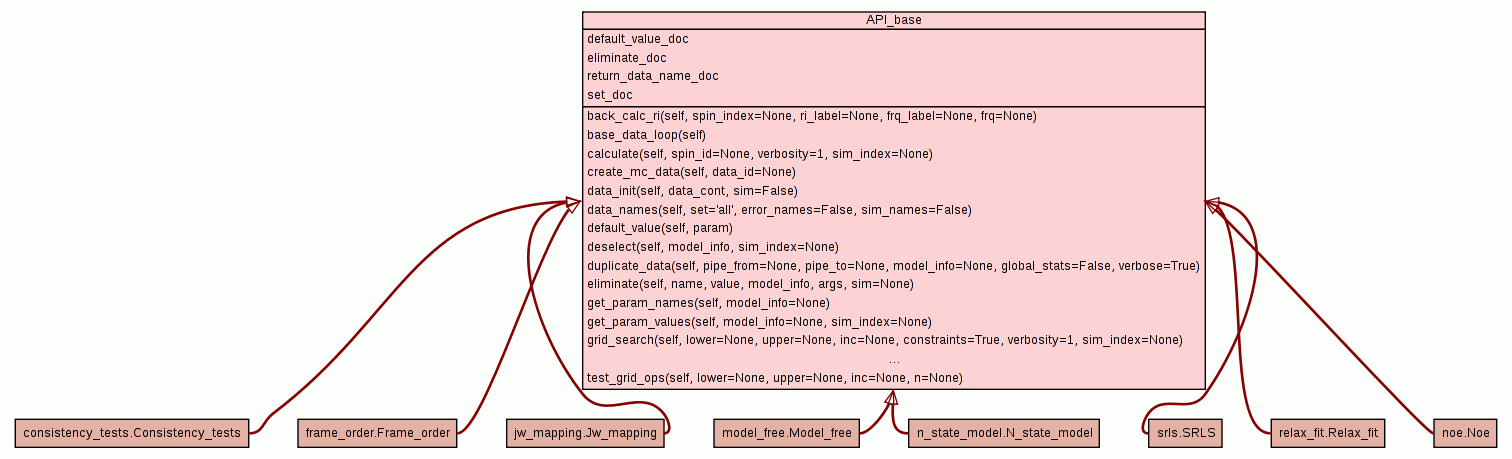 API_base
default_value_doc
eliminate_doc
return_data_name_doc
set_doc
back_calc_ri(self, spin_index=None, ri_label=None, frq_label=None, frq=None)
base_data_loop(self)
calculate(self, spin_id=None, verbosity=1, sim_index=None)
create_mc_data(self, data_id=None)
data_init(self, data_cont, sim=False)
data_names(self, set='all', error_names=False, sim_names=False)
default_value(self, param)
deselect(self, model_info, sim_index=None)
duplicate_data(self, pipe_from=None, pipe_to=None, model_info=None, global_stats=False, verbose=True)
eliminate(self, name, value, model_info, args, sim=None)
get_param_names(self, model_info=None)
get_param_values(self, model_info=None, sim_index=None)
grid_search(self, lower=None, upper=None, inc=None, constraints=True, verbosity=1, sim_index=None)
...
test_grid_ops(self, lower=None, upper=None, inc=None, n=None)
consistency_tests.Consistency_tests
frame_order.Frame_order
jw_mapping.Jw_mapping
model_free.Model_free
n_state_model.N_state_model
srls.SRLS
relax_fit.Relax_fit
noe.Noe